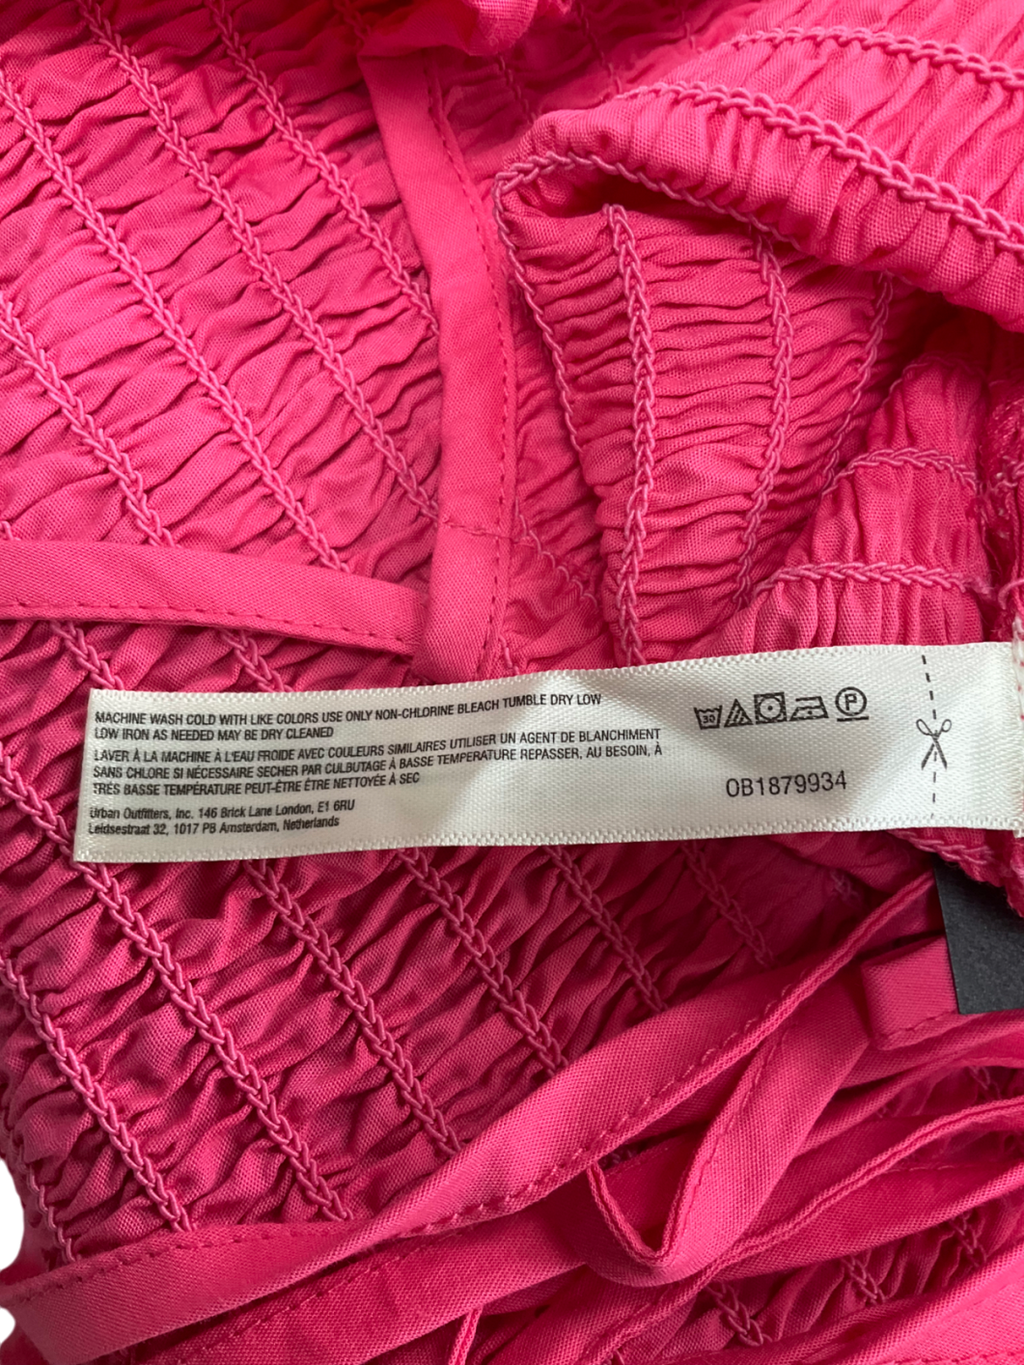 MACHINE WASH COLD WITH LIKE COLORS USE ONLY NON-CHLORINE BLEACH TUMBLE DRY LOW
LOW IRON AS NEEDED MAY BE DRY CLEANED
LAVER À LA MACHINE À L'EAU FROIDE AVEC COULEURS SIMILAIRES UTILISER UN AGENT DE BLANCHIMENT
SANS CHLORE SI NÉCESSAIRE SECHER PAR CULBUTAGE À BASSE TEMPERATURE REPASSER, AU BESOIN, À
TRÈS BASSE TEMPÉRATURE PEUT-ÊTRE ÊTRE NETTOYÉE À SEC
Urban Outfitters, Inc. 146 Brick Lane London, E1 6RU
Leidsestraat 32, 1017 PB Amsterdam, Netherlands
30 P
OB1879934